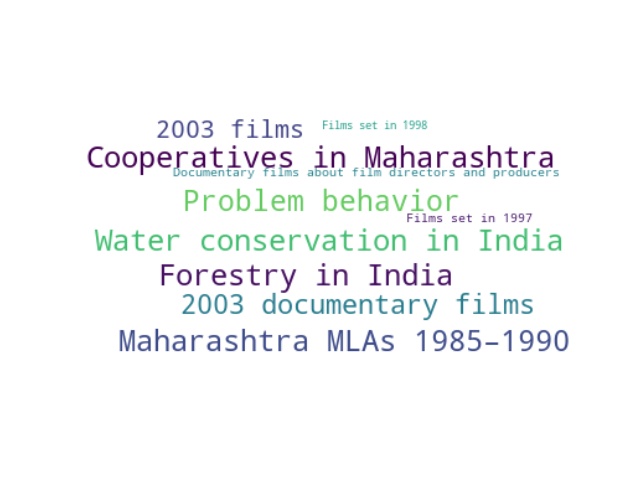 2003 films
Films set in 1998
Cooperatives in Maharashtra
Documentary films about film directors and producers
Problem behavior
Films set in 1997
Water conservation in India
Forestry in India
2003 documentary films
Maharashtra MLAs 1985–1990